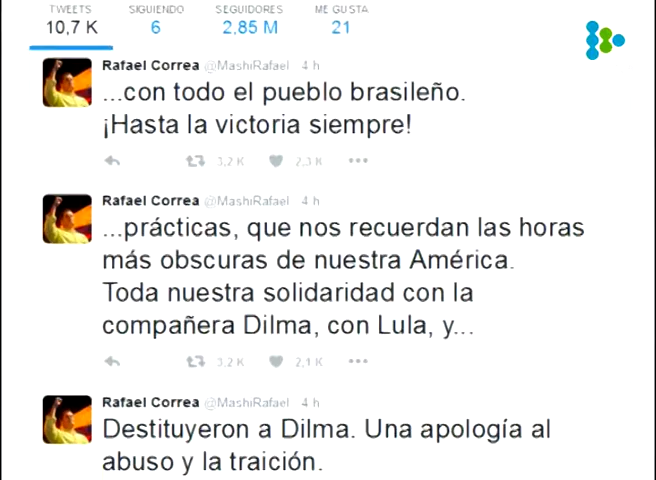 TWEETS SIGUIENDO SEGUIDORES ME GUSTA
10,7 K 6 2,85 M 21
Rafael Correa @MashiRafael 4 h
...con todo el pueblo brasileño.
¡Hasta la victoria siempre!
3,2 K 2,3 K
Rafael Correa @MashiRafael 4 h
...prácticas, que nos recuerdan las horas
más obscuras de nuestra América.
Toda nuestra solidaridad con la
compañera Dilma, con Lula, y...
3,2 K 2,1 K
Rafael Correa @MashiRafael 4 h
Destituyeron a Dilma. Una apología al
abuso y la traición.